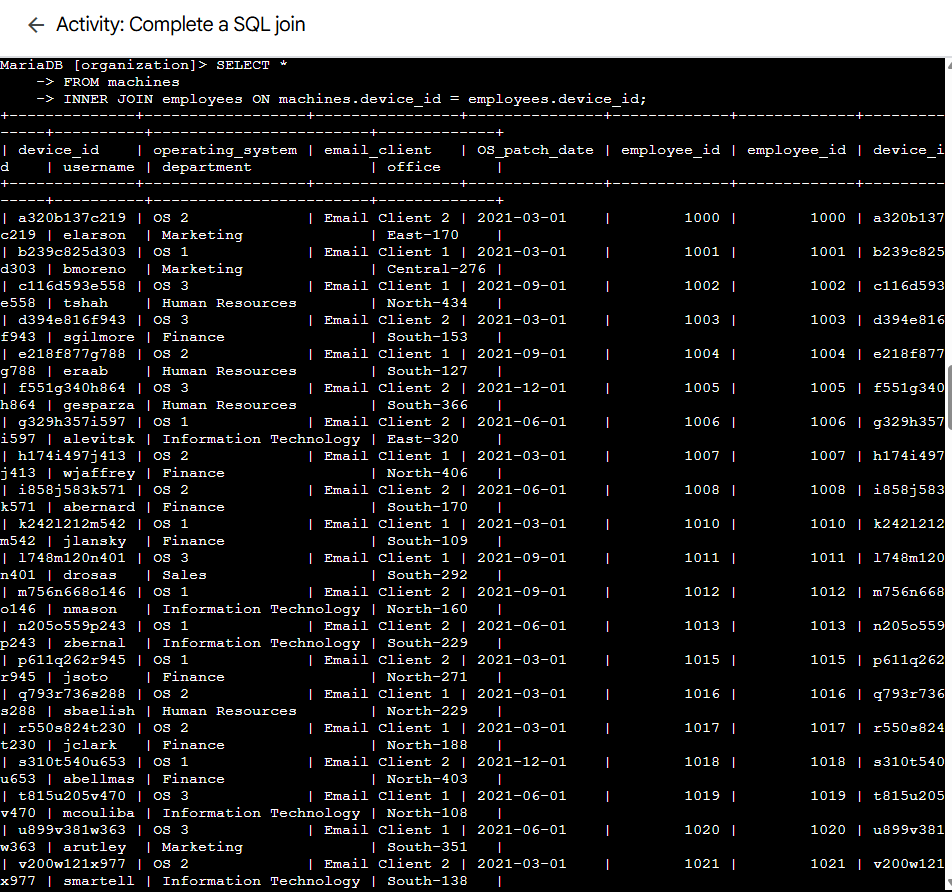 ← Activity: Complete a SQL join
MariaDB [organization]> SELECT *
    -> FROM machines
    -> INNER JOIN employees ON machines.device_id = employees.device_id;
+--------------+------------------+----------------+---------------+-------------+-------------+---------
-----+----------+------------------------+-------------+
| device_id    | operating_system | email_client   | OS_patch_date | employee_id | employee_id | device_i
d    | username | department               | office      |
+--------------+------------------+----------------+---------------+-------------+-------------+---------
-----+----------+------------------------+-------------+
| a320b137c219 | OS 2             | Email Client 2 | 2021-03-01    |        1000 |        1000 | a320b137
c219 | elarson  | Marketing              | East-170    |
| b239c825d303 | OS 1             | Email Client 1 | 2021-03-01    |        1001 |        1001 | b239c825
d303 | bmoreno  | Marketing              | Central-276 |
| c116d593e558 | OS 3             | Email Client 1 | 2021-09-01    |        1002 |        1002 | c116d593
e558 | tshah    | Human Resources        | North-434   |
| d394e816f943 | OS 3             | Email Client 2 | 2021-03-01    |        1003 |        1003 | d394e816
f943 | sgilmore | Finance                | South-153   |
| e218f877g788 | OS 2             | Email Client 1 | 2021-09-01    |        1004 |        1004 | e218f877
g788 | eraab    | Human Resources        | South-127   |
| f551g340h864 | OS 3             | Email Client 2 | 2021-12-01    |        1005 |        1005 | f551g340
h864 | gesparza | Human Resources        | South-366   |
| g329h357i597 | OS 1             | Email Client 2 | 2021-06-01    |        1006 |        1006 | g329h357
i597 | alevitsk | Information Technology | East-320    |
| h174i497j413 | OS 2             | Email Client 1 | 2021-03-01    |        1007 |        1007 | h174i497
j413 | wjaffrey | Finance                | North-406   |
| i858j583k571 | OS 2             | Email Client 2 | 2021-06-01    |        1008 |        1008 | i858j583
k571 | abernard | Finance                | South-170   |
| k242l212m542 | OS 1             | Email Client 1 | 2021-03-01    |        1010 |        1010 | k242l212
m542 | jlansky  | Finance                | South-109   |
| l748m120n401 | OS 3             | Email Client 1 | 2021-09-01    |        1011 |        1011 | l748m120
n401 | drosas   | Sales                  | South-292   |
| m756n668o146 | OS 1             | Email Client 2 | 2021-09-01    |        1012 |        1012 | m756n668
o146 | nmason   | Information Technology | North-160   |
| n205o559p243 | OS 1             | Email Client 2 | 2021-06-01    |        1013 |        1013 | n205o559
p243 | zbernal  | Information Technology | South-229   |
| p611q262r945 | OS 1             | Email Client 2 | 2021-03-01    |        1015 |        1015 | p611q262
r945 | jsoto    | Finance                | North-271   |
| q793r736s288 | OS 2             | Email Client 1 | 2021-03-01    |        1016 |        1016 | q793r736
s288 | sbaelish | Human Resources        | North-229   |
| r550s824t230 | OS 2             | Email Client 1 | 2021-03-01    |        1017 |        1017 | r550s824
t230 | jclark   | Finance                | North-188   |
| s310t540u653 | OS 1             | Email Client 2 | 2021-12-01    |        1018 |        1018 | s310t540
u653 | abellmas | Finance                | North-403   |
| t815u205v470 | OS 3             | Email Client 1 | 2021-06-01    |        1019 |        1019 | t815u205
v470 | mcouliba | Information Technology | North-108   |
| u899v381w363 | OS 3             | Email Client 1 | 2021-06-01    |        1020 |        1020 | u899v381
w363 | arutley  | Marketing              | South-351   |
| v200w121x977 | OS 2             | Email Client 2 | 2021-03-01    |        1021 |        1021 | v200w121
x977 | smartell | Information Technology | South-138   |